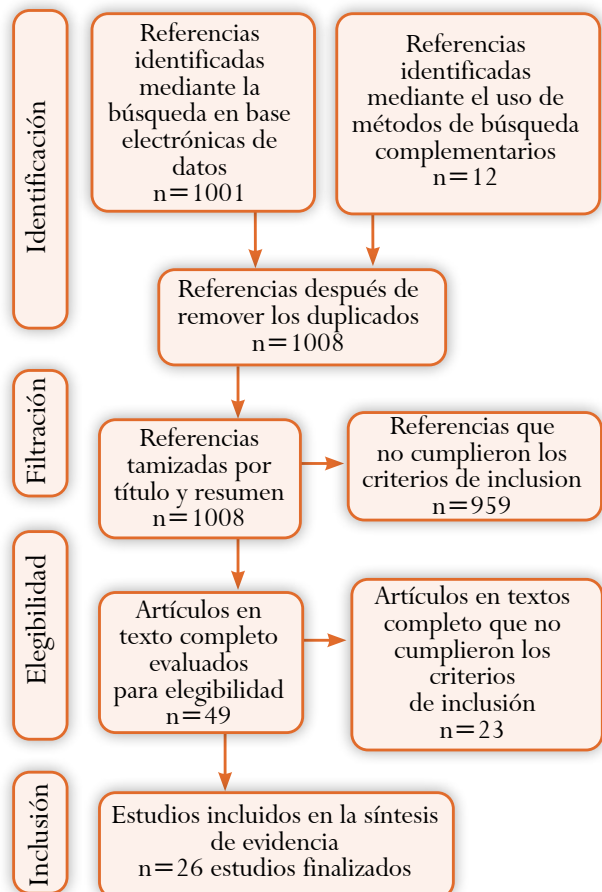 Identificación
Referencias
identificadas
mediante la
búsqueda en base
electrónicas de
datos
n=1001
Referencias
identificadas
mediante el uso de
métodos de búsqueda
complementarios
n=12
Referencias después de
remover los duplicados
n=1008
Filtración
Referencias
tamizadas por
título y resumen
n=1008
Referencias que
no cumplieron los
criterios de inclusion
n=959
Elegibilidad
Artículos en
texto completo
evaluados
para elegibilidad
n=49
Artículos en textos
completo que no
cumplieron los
criterios
de inclusión
n=23
Inclusión
Estudios incluidos en la síntesis
de evidencia
n=26 estudios finalizados